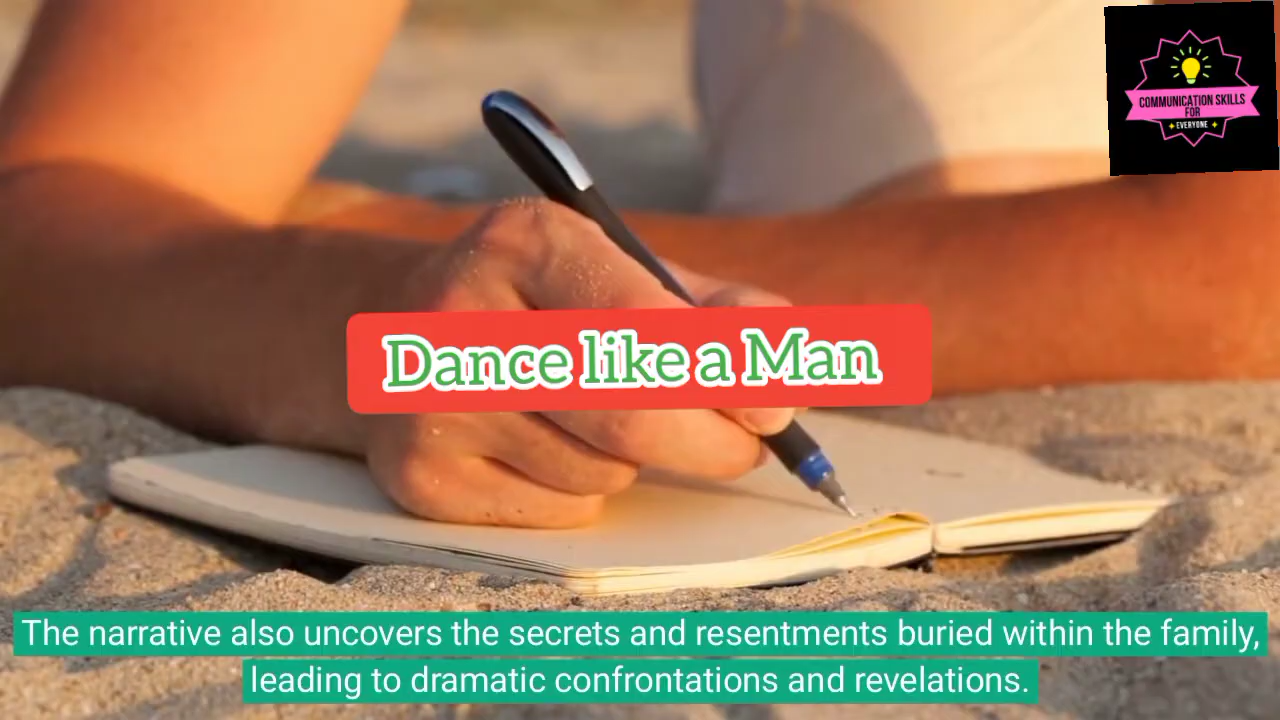 COMMUNICATION SKILLS
FOR
EVERYONE
Dance like a Man
The narrative also uncovers the secrets and resentments buried within the family,
leading to dramatic confrontations and revelations.